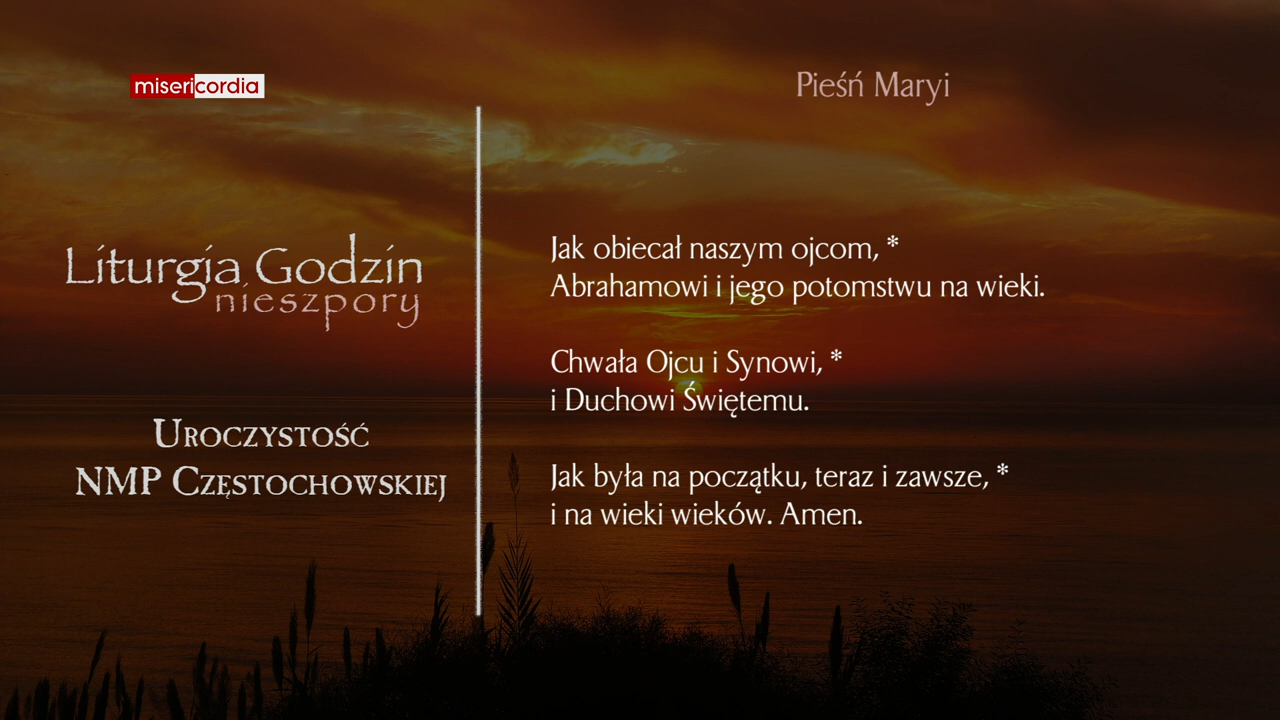 misericordia
Pieśń Maryi
Liturgia Godzin
nieszpory
Uroczystość
NMP Częstochowskiej
Jak obiecał naszym ojcom, *
Abrahamowi i jego potomstwu na wieki.
Chwała Ojcu i Synowi, *
i Duchowi Świętemu.
Jak była na początku, teraz i zawsze, *
i na wieki wieków. Amen.